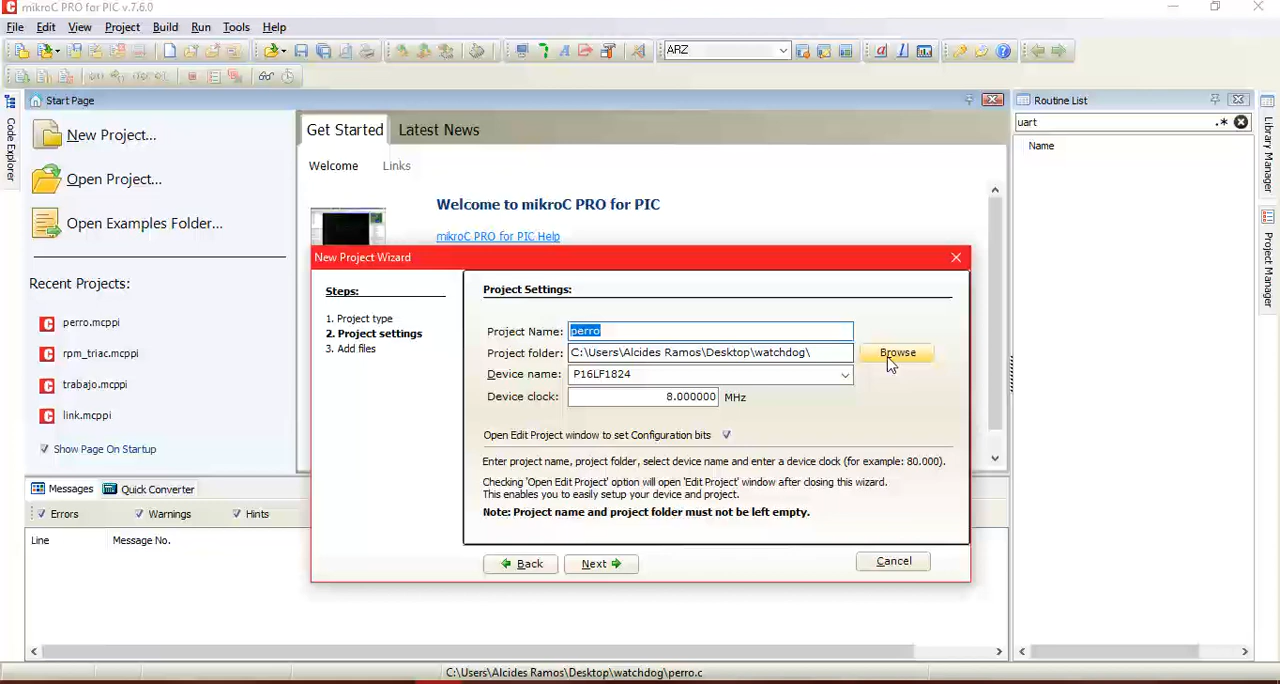 mikroC PRO for PIC v.7.6.0
File Edit View Project Build Run Tools Help
ARZ
Start Page
Routine List
New Project...
Get Started Latest News
uart
.*
Name
Welcome Links
Open Project...
Welcome to mikroC PRO for PIC
Open Examples Folder...
mikroC PRO for PIC Help
New Project Wizard
Recent Projects:
perro.mcppi
rpm_triac.mcppi
trabajo.mcppi
link.mcppi
Show Page On Startup
Steps:
1. Project type
2. Project settings
3. Add files
Project Settings:
Project Name: perro
Project folder: C:\Users\Alcides Ramos\Desktop\watchdog\ Browse
Device name: P16LF1824
Device clock: 8.000000 MHz
Open Edit Project window to set Configuration bits
Enter project name, project folder, select device name and enter a device clock (for example: 80.000).
Checking 'Open Edit Project' option will open 'Edit Project' window after closing this wizard.
This enables you to easily setup your device and project.
Note: Project name and project folder must not be left empty.
Back Next Cancel
Messages Quick Converter
Errors Warnings Hints
Line Message No.
C:\Users\Alcides Ramos\Desktop\watchdog\perro.c
Code Explorer
Library Manager
Project Manager